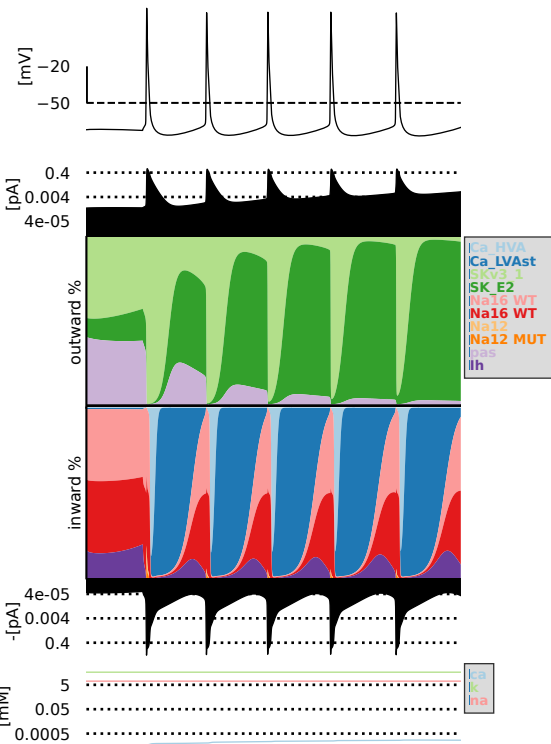 [mV]
−20
−50
[pA]
0.4
0.004
4e-05
outward %
Ca_HVA
Ca_LVAst
SKv3_1
SK_E2
Na16 WT
Na16 WT
Na12
Na12 MUT
pas
Ih
inward %
4e-05
-[pA]
0.004
0.4
ca
k
na
[mM]
5
0.05
0.0005